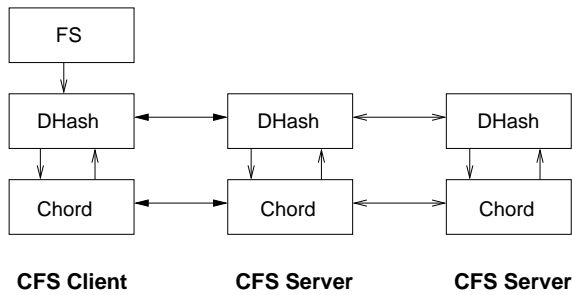 FS
DHash
DHash
DHash
Chord
Chord
Chord
CFS Client
CFS Server
CFS Server